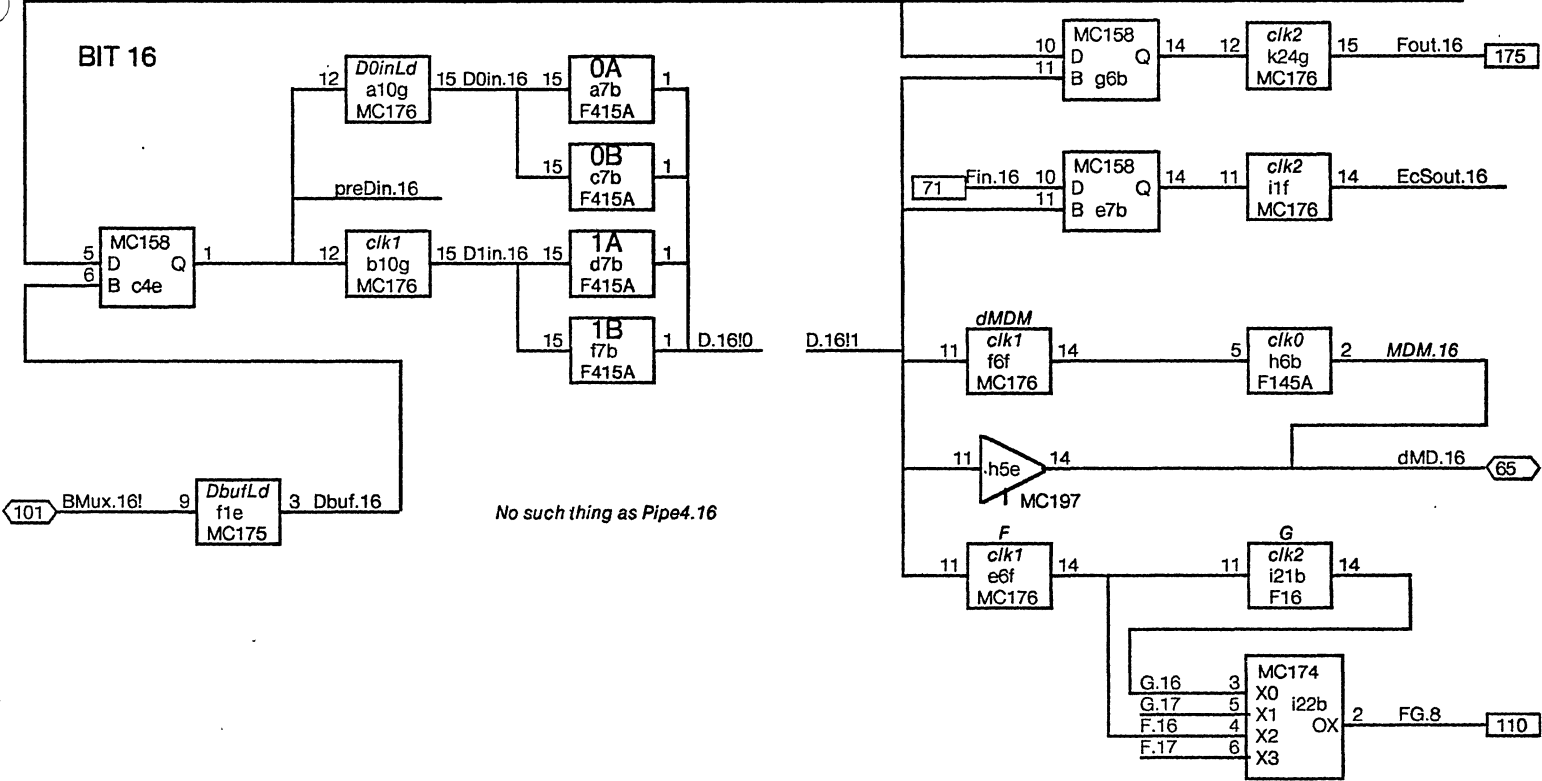 BIT 16
D0inLd
12 a10g 15 D0in.16
MC176
0A
15 a7b 1
F415A
0B
15 c7b 1
F415A
preDin.16
MC158
5 D Q 1
6 B c4e
clk1
12 b10g 15 D1in.16
MC176
1A
15 d7b 1
F415A
1B
15 f7b 1
F415A
D.16!0
D.16!1
101 BMux.16!
DbufLd
9 f1e 3 Dbuf.16
MC175
No such thing as Pipe4.16
MC158
10 D Q 14
11 B g6b
clk2
12 k24g 15 Fout.16 175
MC176
71 Fin.16
MC158
10 D Q 14
11 B e7b
clk2
11 i1f 14 EcSout.16
MC176
dMDM
clk1
11 f6f 14
MC176
clk0
5 h6b 2 MDM.16
F145A
11 h5e 14 dMD.16 65
MC197
F
clk1
11 e6f 14
MC176
G
clk2
11 i21b 14
F16
MC174
i22b
G.16 3 X0
G.17 5 X1
F.16 4 X2
F.17 6 X3
OX 2 FG.8 110